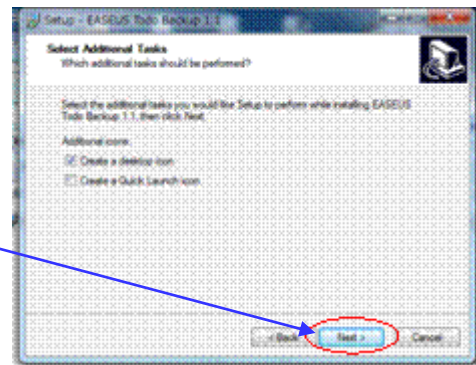 Setup - EASEUS Todo Backup 1.1
Select Additional Tasks
Which additional tasks should be performed?
Select the additional tasks you would like Setup to perform while installing EASEUS
Todo Backup 1.1, then click Next.
Additional icons:
Create a desktop icon
Create a Quick Launch icon
< Back
Next >
Cancel